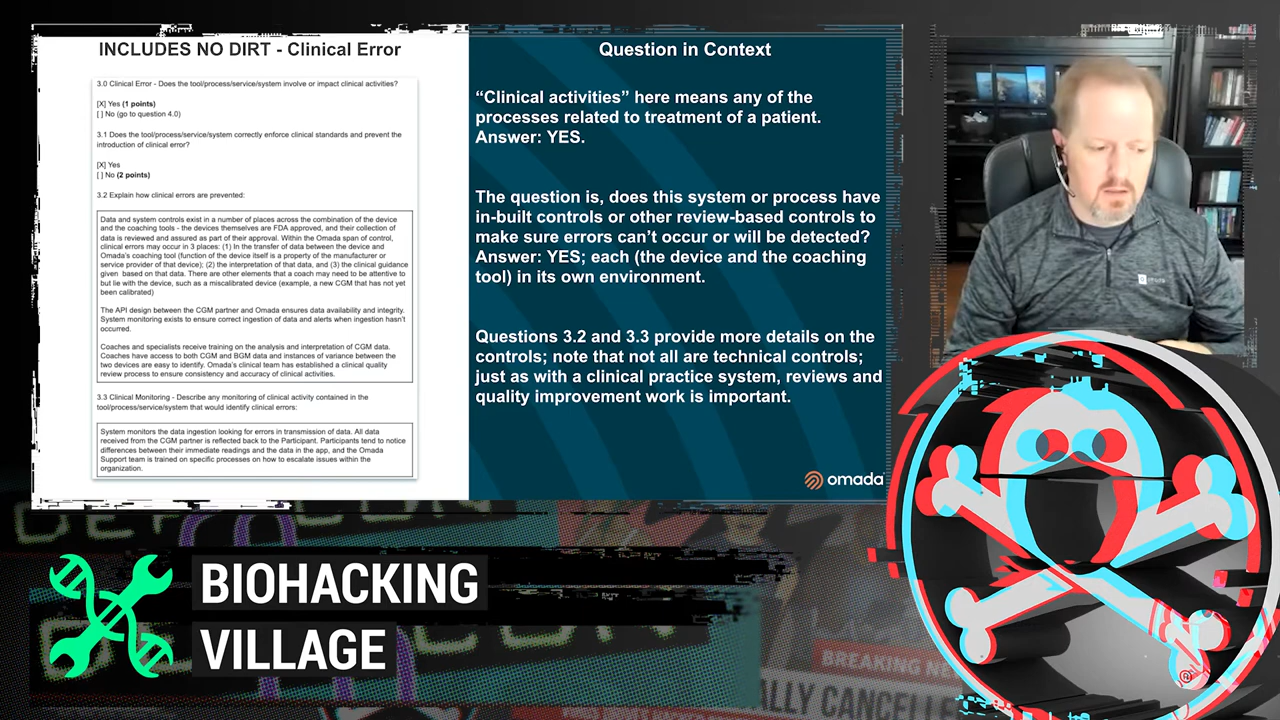 INCLUDES NO DIRT - Clinical Error
3.0 Clinical Error - Does the tool/process/service/system involve or impact clinical activities?
[X] Yes (1 points)
[ ] No (go to question 4.0)
3.1 Does the tool/process/service/system correctly enforce clinical standards and prevent the
introduction of clinical error?
[X] Yes
[ ] No (2 points)
3.2 Explain how clinical errors are prevented:
Data and system controls exist in a number of places across the combination of the device
and the coaching tools - the devices themselves are FDA approved, and their collection of
data is reviewed and assured as part of their approval. Within the Omada span of control,
clinical errors may occur in 3 places: (1) In the transfer of data between the device and
Omada's coaching tool (function of the device itself is a property of the manufacturer or
service provider of that device); (2) the interpretation of that data, and (3) the clinical guidance
given based on that data. There are other elements that a coach may need to be attentive to
but lie with the device, such as a miscalibrated device (example, a new CGM that has not yet
been calibrated)
The API design between the CGM partner and Omada ensures data availability and integrity.
System monitoring exists to ensure correct ingestion of data and alerts when ingestion hasn't
occurred.
Coaches and specialists receive training on the analysis and interpretation of CGM data.
Coaches have access to both CGM and BGM data and instances of variance between the
two devices are easy to identify. Omada's clinical team has established a clinical quality
review process to ensure consistency and accuracy of clinical activities.
3.3 Clinical Monitoring - Describe any monitoring of clinical activity contained in the
tool/process/service/system that would identify clinical errors:
System monitors the data ingestion looking for errors in transmission of data. All data
received from the CGM partner is reflected back to the Participant. Participants tend to notice
differences between their immediate readings and the data in the app, and the Omada
Support team is trained on specific processes on how to escalate issues within the
organization.
Question in Context
“Clinical activities” here means any of the
processes related to treatment of a patient.
Answer: YES.
The question is, does the system or process have
in-built controls or other review-based controls to
make sure errors can't occur or will be detected?
Answer: YES; both the device and the coaching
tool in its own environment.
Questions 3.2 and 3.3 provide more details on the
controls; note that not all are technical controls;
just as with a clinical practice system, reviews and
quality improvement work is important.
omada
BIOHACKING
VILLAGE
BREAKING NE
ALLY CANCELLE